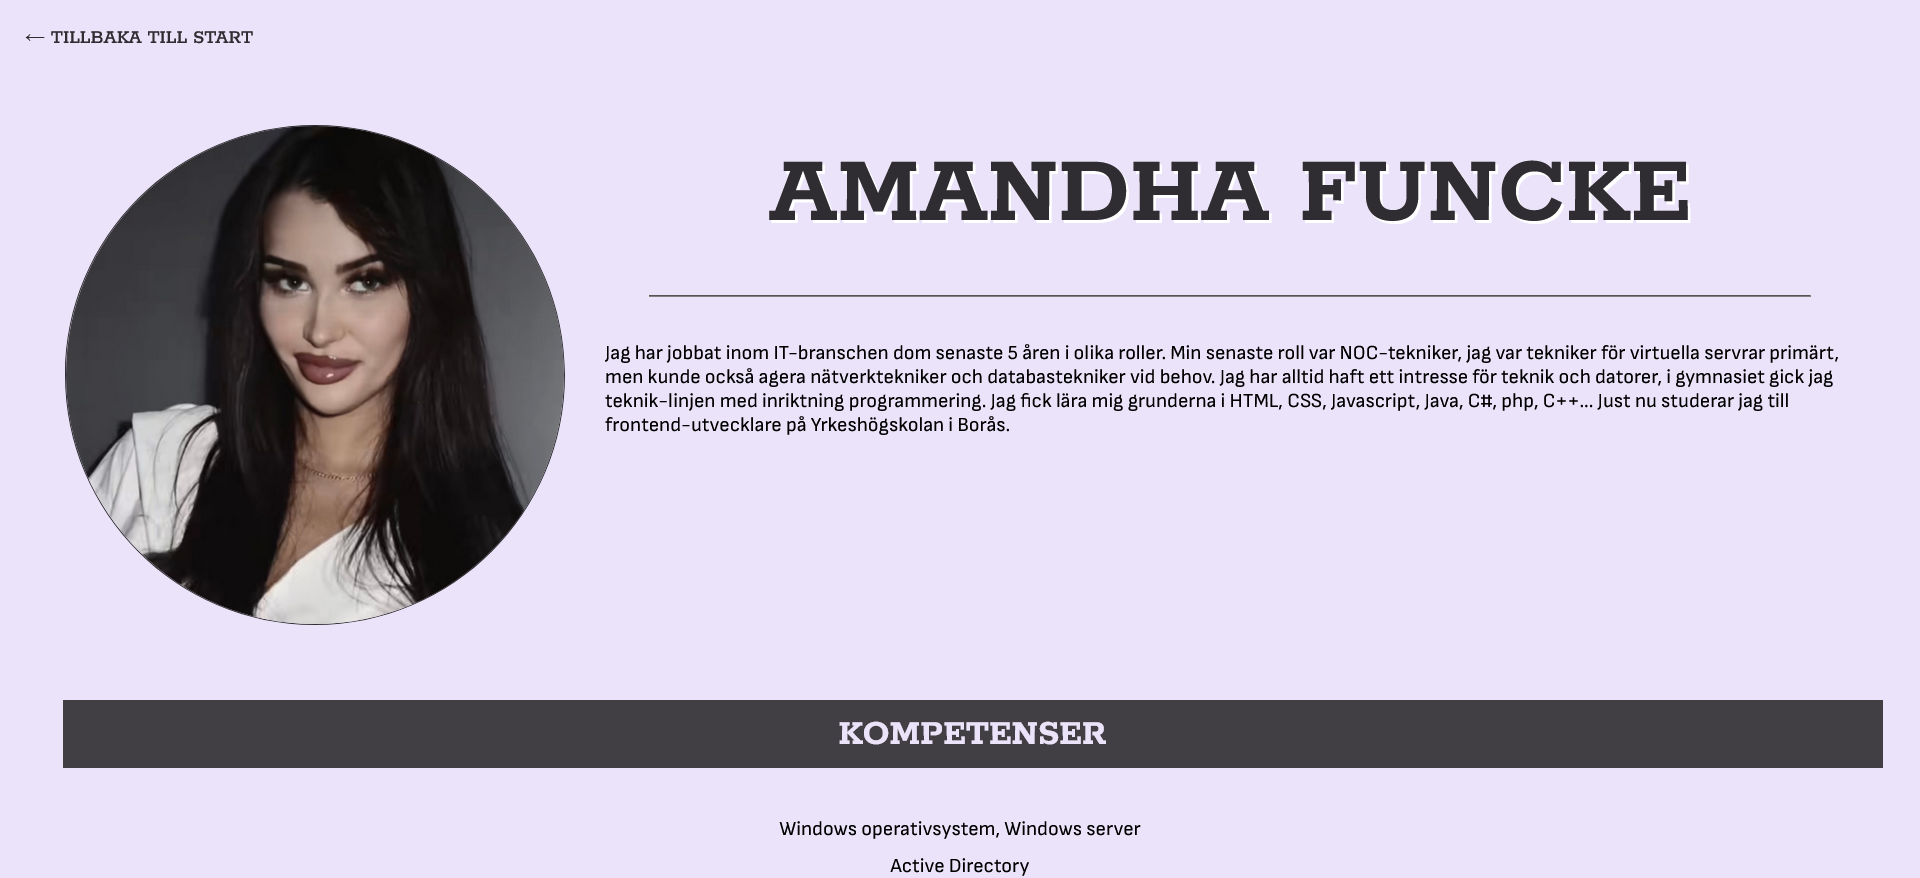 ← TILLBAKA TILL START
AMANDHA FUNCKE
Jag har jobbat inom IT-branschen dom senaste 5 åren i olika roller. Min senaste roll var NOC-tekniker, jag var tekniker för virtuella servrar primärt,
men kunde också agera nätverktekniker och databastekniker vid behov. Jag har alltid haft ett intresse för teknik och datorer, i gymnasiet gick jag
teknik-linjen med inriktning programmering. Jag fick lära mig grunderna i HTML, CSS, Javascript, Java, C#, php, C++... Just nu studerar jag till
frontend-utvecklare på Yrkeshögskolan i Borås.
KOMPETENSER
Windows operativsystem, Windows server
Active Directory